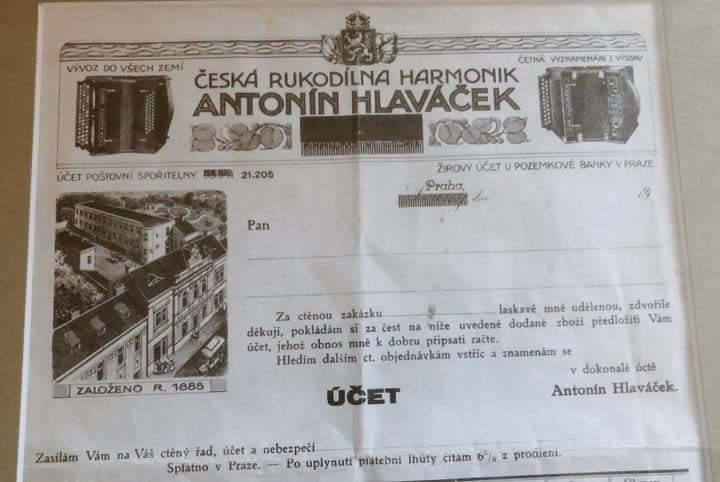 VÝVOZ DO VŠECH ZEMÍ.
ČETNÁ VYZNAMENÁNÍ Z VÝSTAV
ČESKÁ RUKODÍLNA HARMONIK
ANTONÍN HLAVÁČEK
ÚČET POŠTOVNÍ SPOŘITELNY 21.205
ŽIROVÝ ÚČET U POZEMKOVÉ BANKY V PRAZE
Praha,
dne 19
Pan
Za ctěnou zakázku laskavě mně udělenou, zdvořile
děkuji, pokládám si za čest na níže uvedené dodané zboží předložiti Vám
účet, jehož obnos mně k dobru připsati račte.
Hledím dalším ct. objednávkám vstříc a znamenám se
v dokonalé úctě
Antonín Hlaváček.
ZALOŽENO R. 1888
ÚČET
Zasílám Vám na Váš ctěný řad, účet a nebezpečí
Splatno v Praze. — Po uplynutí platební lhůty čítám 6% z prodlení.